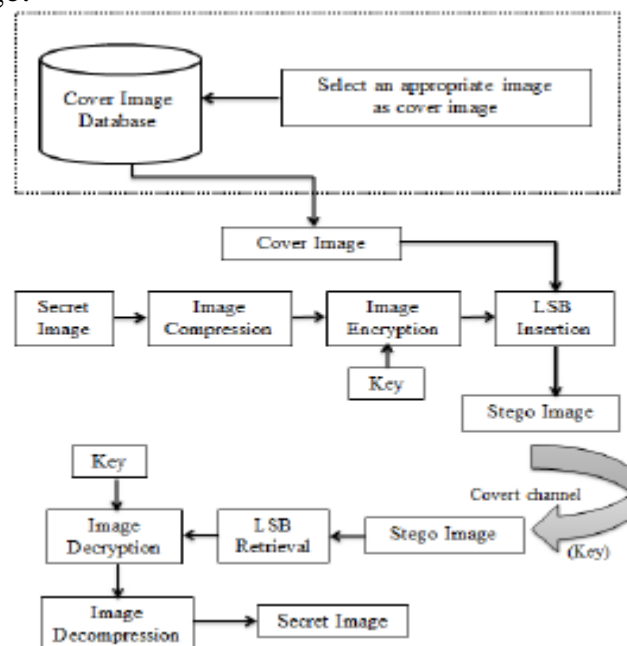 Cover Image
Database
Select an appropriate image
as cover image
Cover Image
Secret
Image
Image
Compression
Image
Encryption
LSB
Insertion
Key
Stego Image
Key
Covert channel
(Key)
Image
Decryption
LSB
Retrieval
Stego Image
Image
Decompression
Secret Image